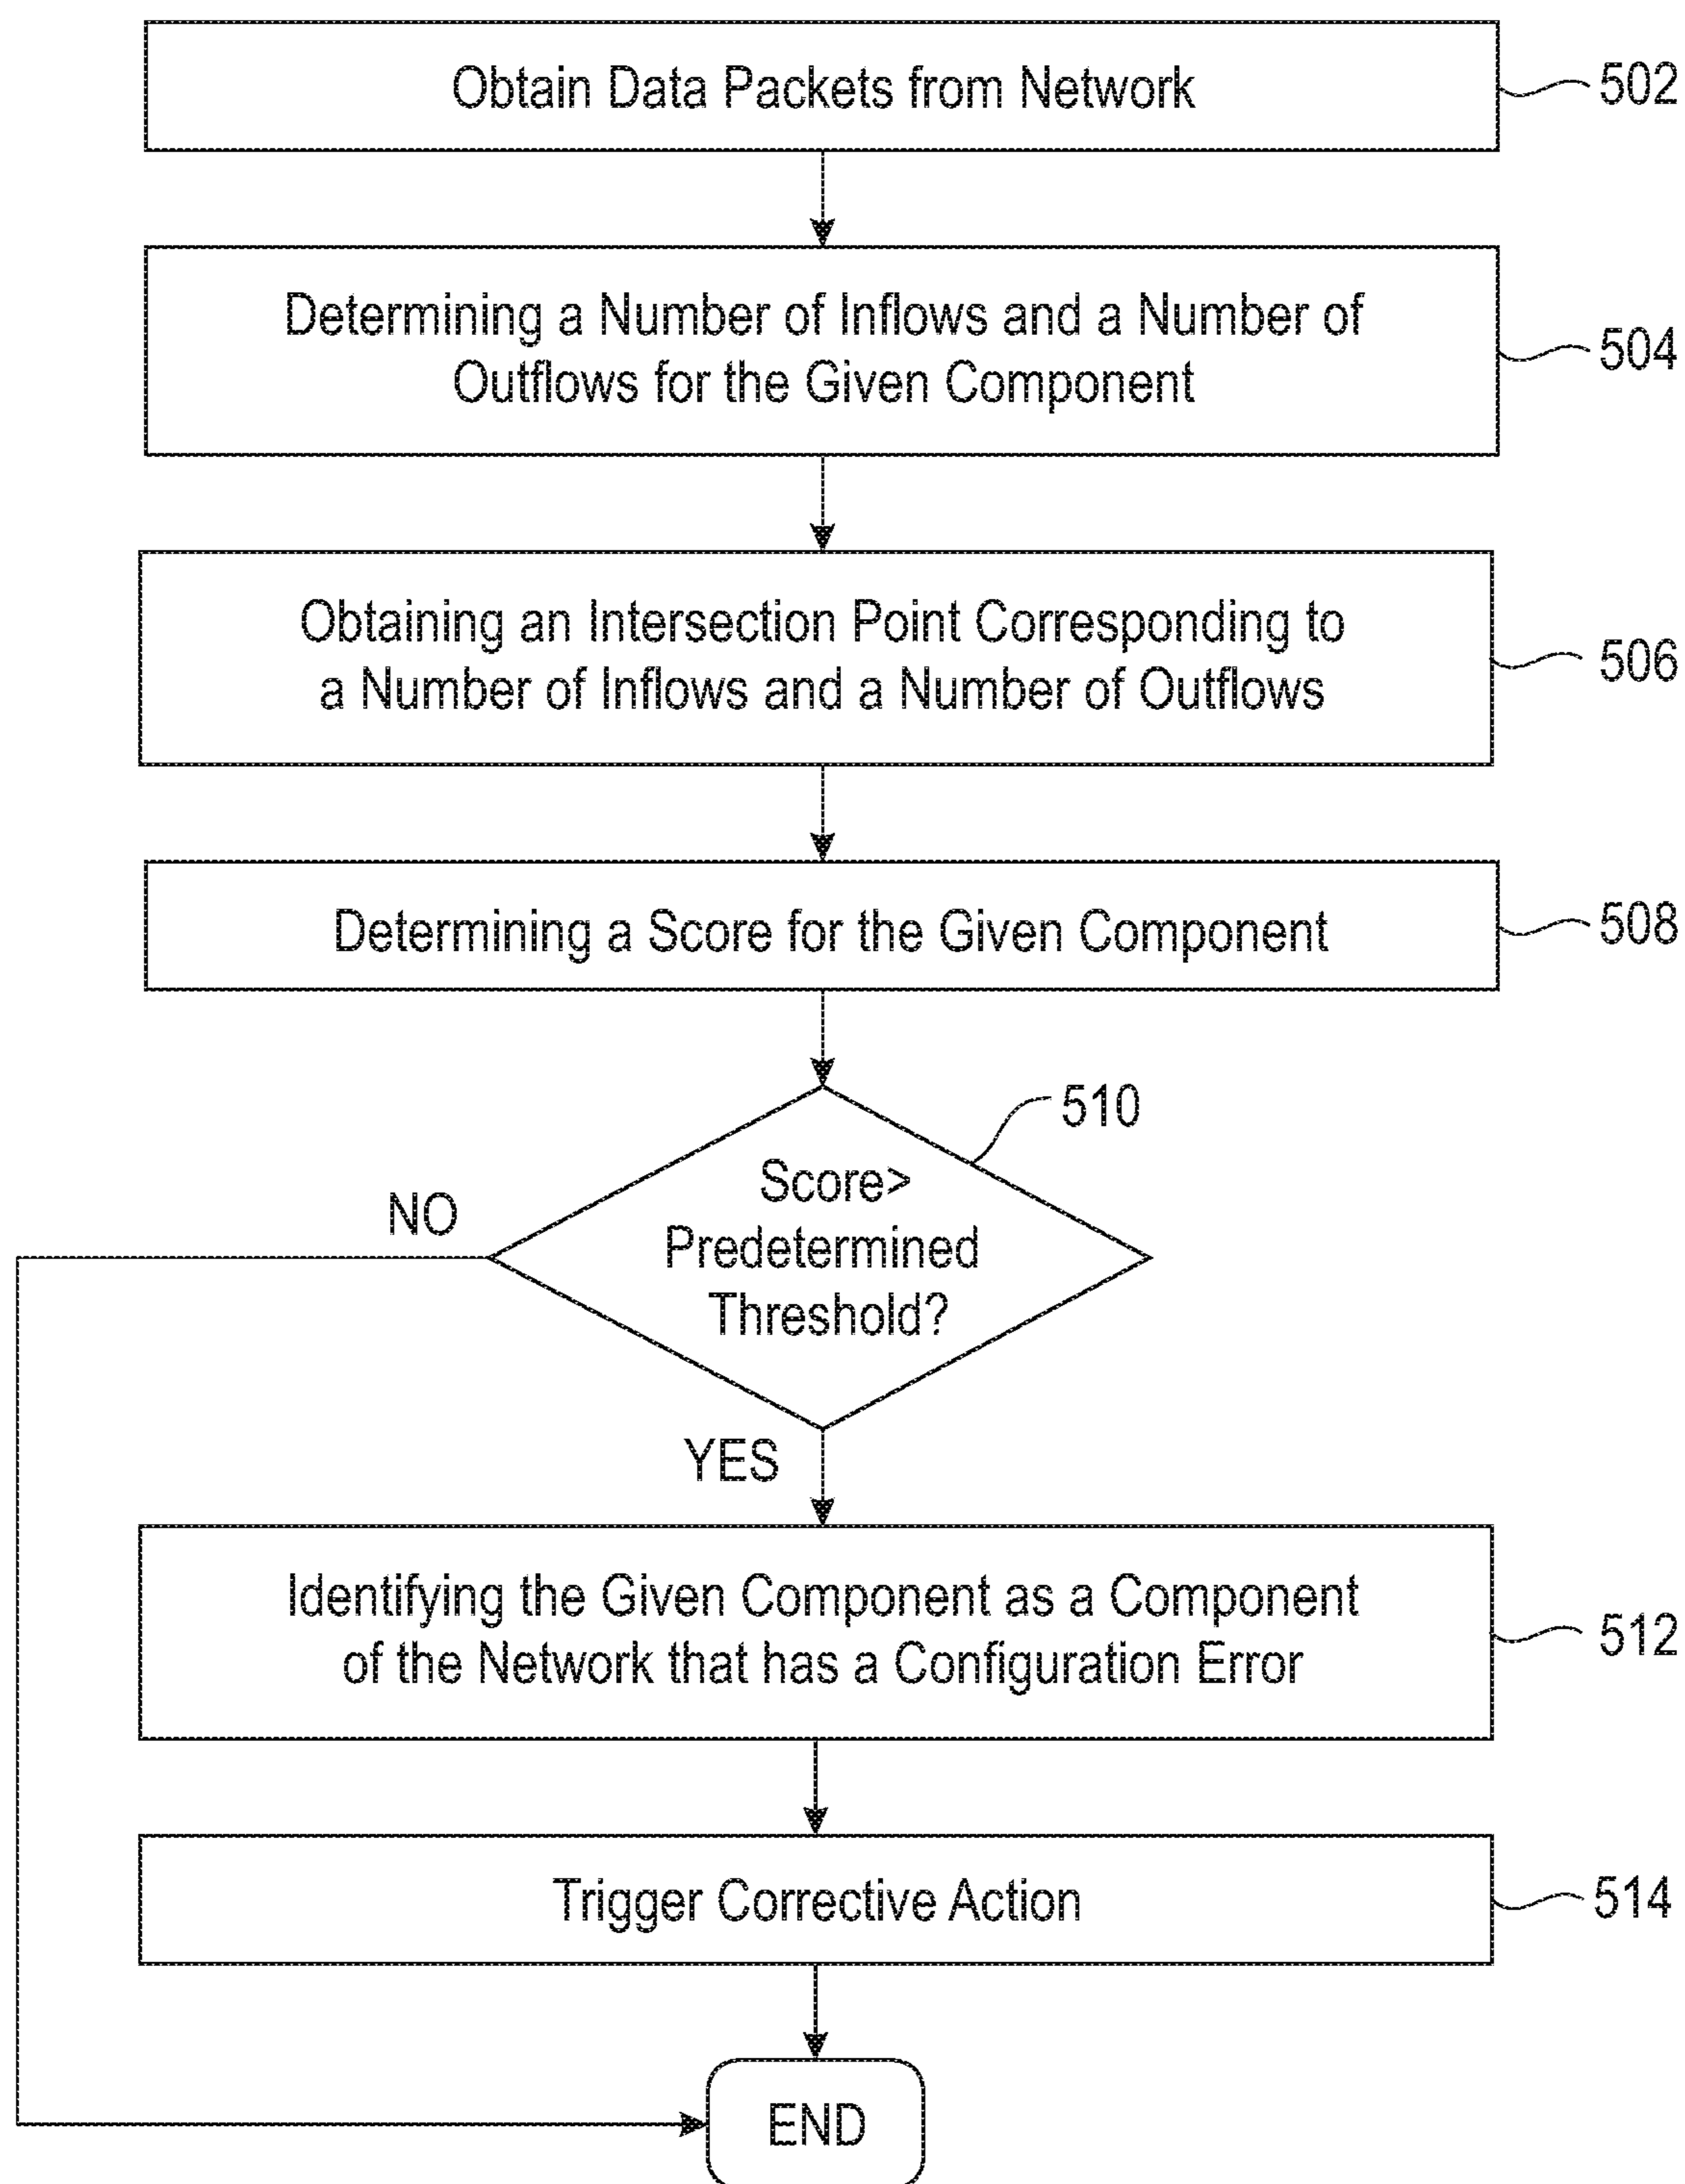 Obtain Data Packets from Network
502
Determining a Number of Inflows and a Number of
Outflows for the Given Component
504
Obtaining an Intersection Point Corresponding to
a Number of Inflows and a Number of Outflows
506
Determining a Score for the Given Component
508
510
Score>
Predetermined
Threshold?
NO
YES
Identifying the Given Component as a Component
of the Network that has a Configuration Error
512
Trigger Corrective Action
514
END